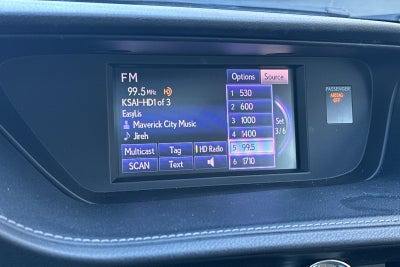 FM
Options
Source
99.5 MHz
KSAI-HD1 of 3
EasyLis
Maverick City Music
Jireh
Multicast
Tag
HD Radio
SCAN
Text
1 530
2 600
3 1000
4 1400
5 99.5
6 1710
Set
3/6
PASSENGER
AIRBAG
OFF